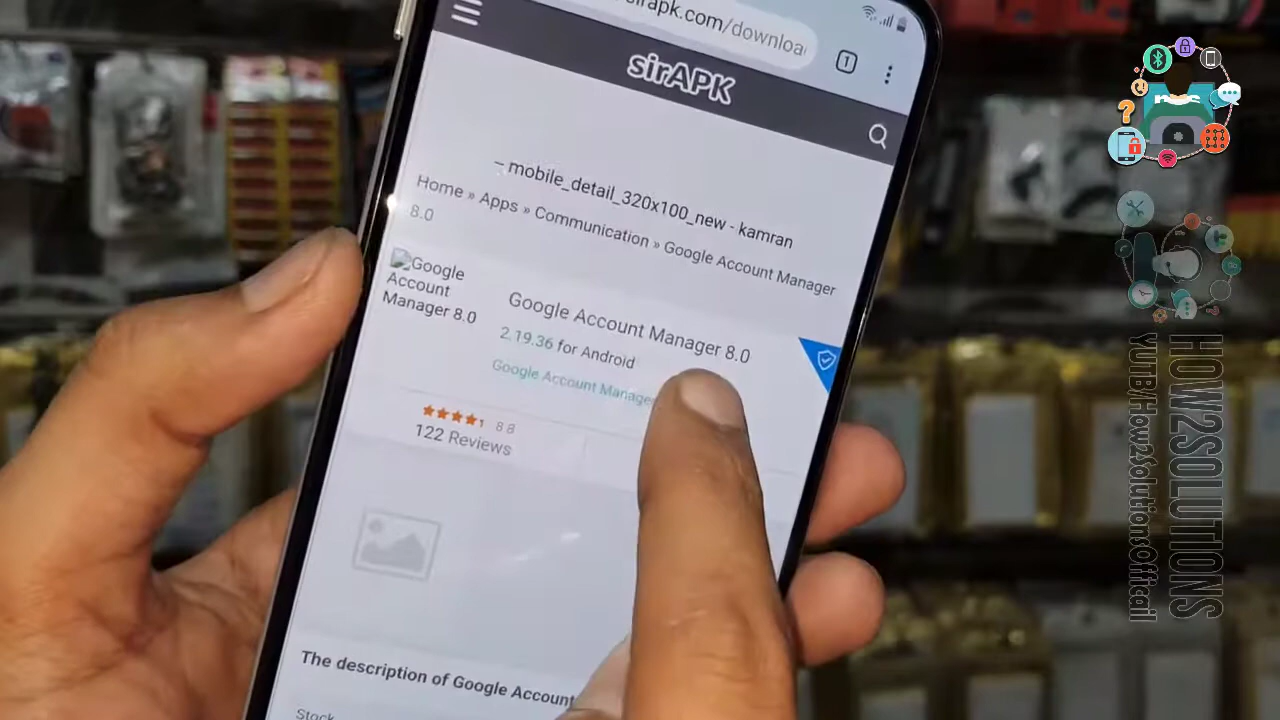 sirapk.com/downloa
sirAPK
– mobile_detail_320x100_new - kamran
Home » Apps » Communication » Google Account Manager
8.0
Google
Account
Manager 8.0
Google Account Manager 8.0
2.19.36 for Android
Google Account Manager
8 8
122 Reviews
The description of Google Account
Stock
HOW2SOLUTIONS
YUTB/How2SolutionsOfficail